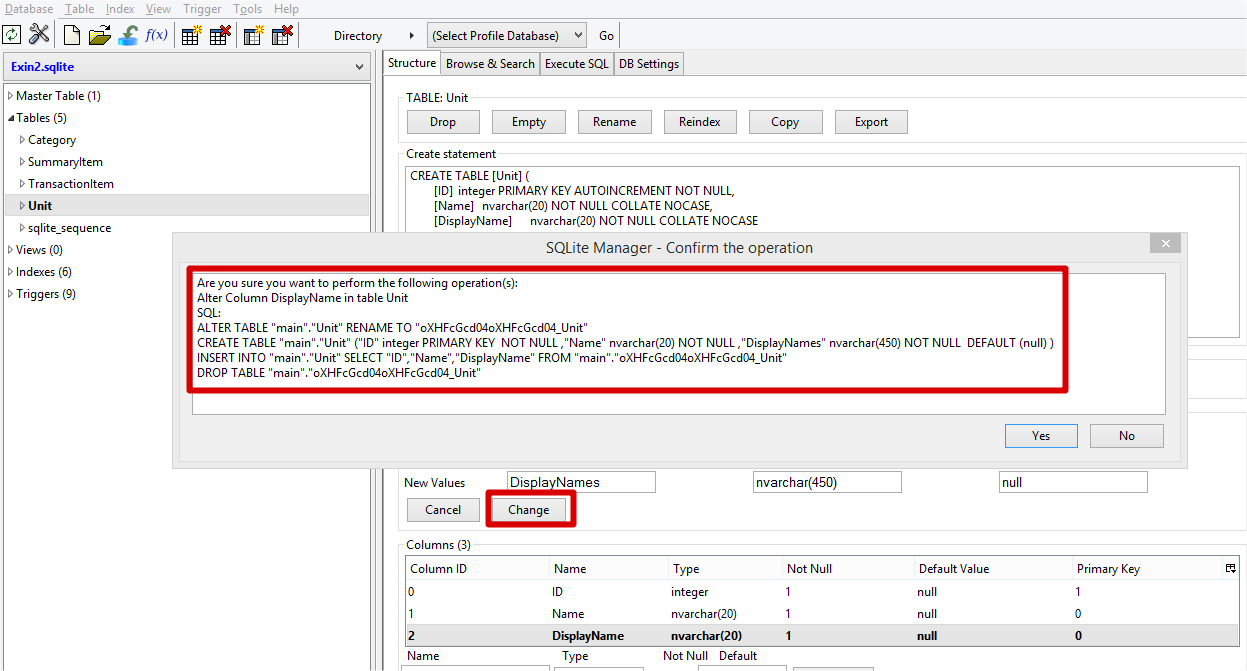 Database Table Index View Trigger Tools Help
f(x) Directory (Select Profile Database) Go
Exin2.sqlite
Structure Browse & Search Execute SQL DB Settings
Master Table (1)
Tables (5)
Category
SummaryItem
TransactionItem
Unit
sqlite_sequence
Views (0)
Indexes (6)
Triggers (9)
TABLE: Unit
Drop Empty Rename Reindex Copy Export
Create statement
CREATE TABLE [Unit] (
[ID] integer PRIMARY KEY AUTOINCREMENT NOT NULL,
[Name] nvarchar(20) NOT NULL COLLATE NOCASE,
[DisplayName] nvarchar(20) NOT NULL COLLATE NOCASE
SQLite Manager - Confirm the operation
Are you sure you want to perform the following operation(s):
Alter Column DisplayName in table Unit
SQL:
ALTER TABLE "main"."Unit" RENAME TO "oXHFcGcd04oXHFcGcd04_Unit"
CREATE TABLE "main"."Unit" ("ID" integer PRIMARY KEY  NOT NULL ,"Name" nvarchar(20) NOT NULL ,"DisplayNames" nvarchar(450) NOT NULL  DEFAULT (null) )
INSERT INTO "main"."Unit" SELECT "ID","Name","DisplayName" FROM "main"."oXHFcGcd04oXHFcGcd04_Unit"
DROP TABLE "main"."oXHFcGcd04oXHFcGcd04_Unit"
Yes No
New Values DisplayNames nvarchar(450) null
Cancel Change
Columns (3)
Column ID Name Type Not Null Default Value Primary Key
0 ID integer 1 null 1
1 Name nvarchar(20) 1 null 0
2 DisplayName nvarchar(20) 1 null 0
Name Type Not Null Default